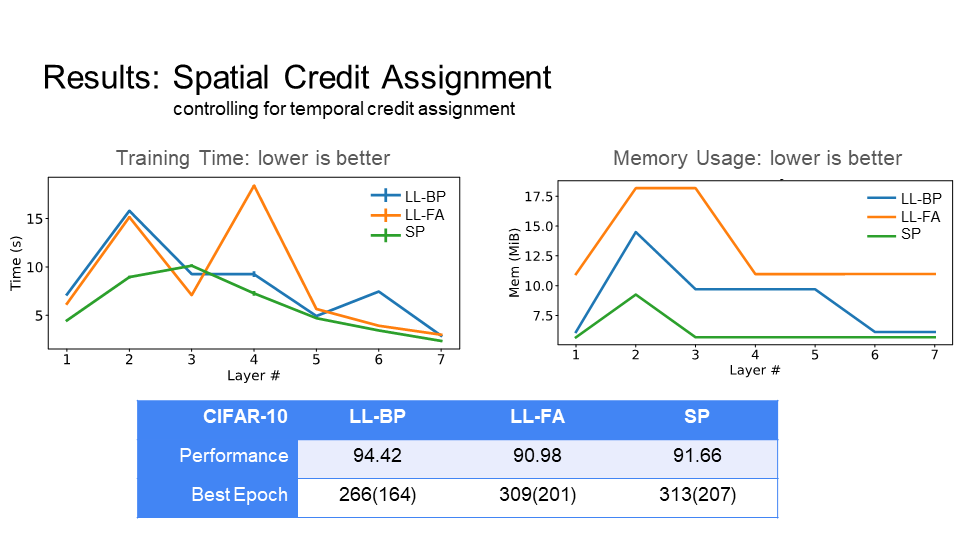 Results: Spatial Credit Assignment
controlling for temporal credit assignment
Training Time: lower is better
Time (s)
15
10
5
LL-BP
LL-FA
SP
1 2 3 4 5 6 7
Layer #
Memory Usage: lower is better
Mem (MiB)
17.5
15.0
12.5
10.0
7.5
LL-BP
LL-FA
SP
1 2 3 4 5 6 7
Layer #
CIFAR-10 LL-BP LL-FA SP
Performance 94.42 90.98 91.66
Best Epoch 266(164) 309(201) 313(207)